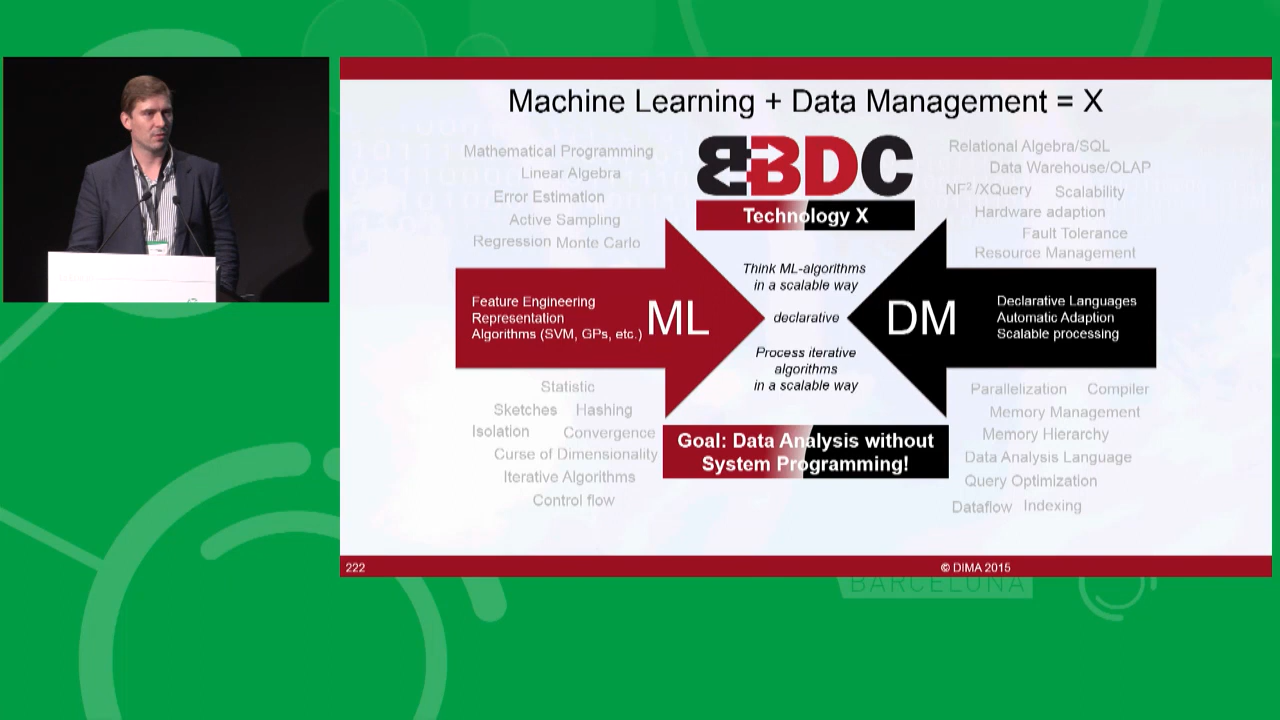 Machine Learning + Data Management = X
BBDC
Technology X
Mathematical Programming
Linear Algebra
Error Estimation
Active Sampling
Regression Monte Carlo
Relational Algebra/SQL
Data Warehouse/OLAP
NF²/XQuery Scalability
Hardware adaption
Fault Tolerance
Resource Management
Feature Engineering
Representation
Algorithms (SVM, GPs, etc.)
ML
Think ML-algorithms
in a scalable way
declarative
Process iterative
algorithms
in a scalable way
DM
Declarative Languages
Automatic Adaption
Scalable processing
Statistic
Sketches Hashing
Isolation Convergence
Curse of Dimensionality
Iterative Algorithms
Control flow
Goal: Data Analysis without
System Programming!
Parallelization Compiler
Memory Management
Memory Hierarchy
Data Analysis Language
Query Optimization
Dataflow Indexing
222
© DIMA 2015
BARCELONA